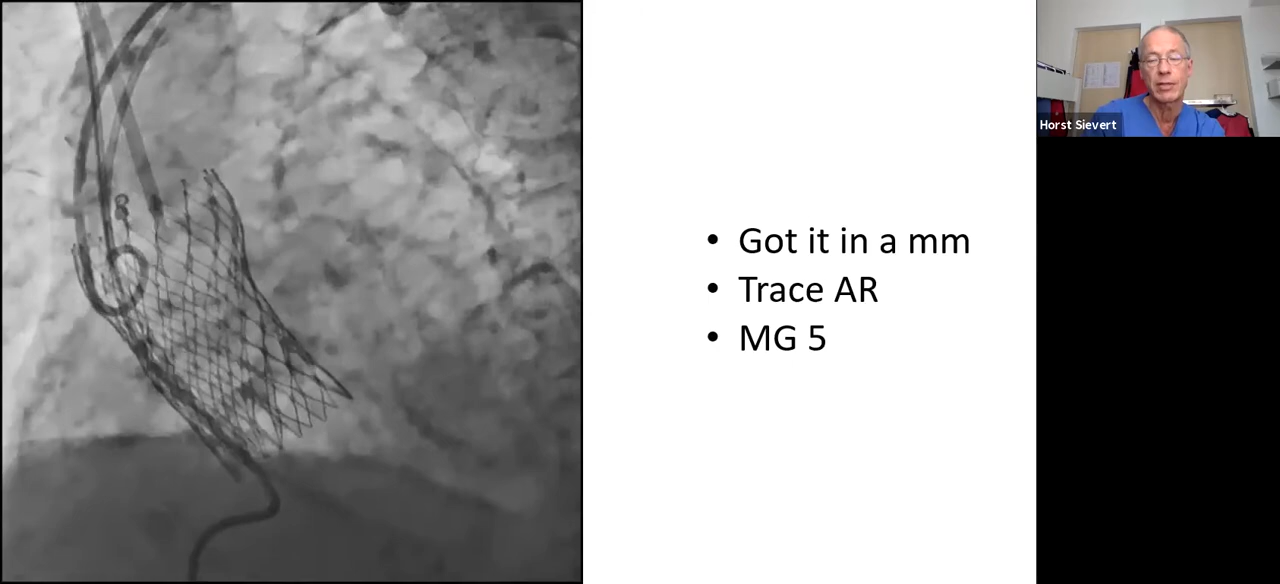 • Got it in a mm
• Trace AR
• MG 5
Horst Sievert